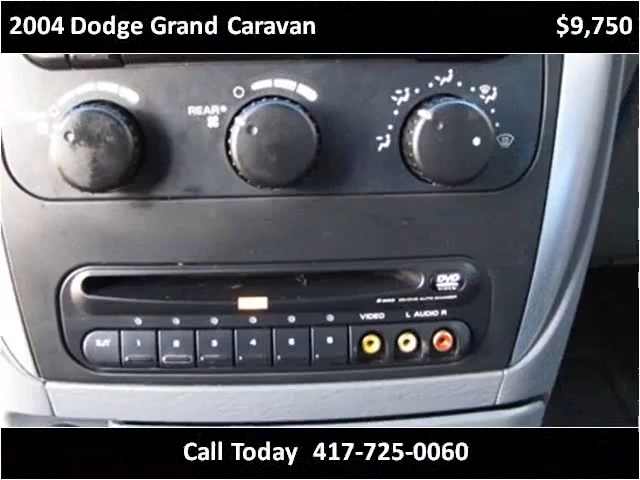 2004 Dodge Grand Caravan $9,750
REAR
DVD
VIDEO L AUDIO R
EJT 1 2 3 4 5 6
Call Today 417-725-0060